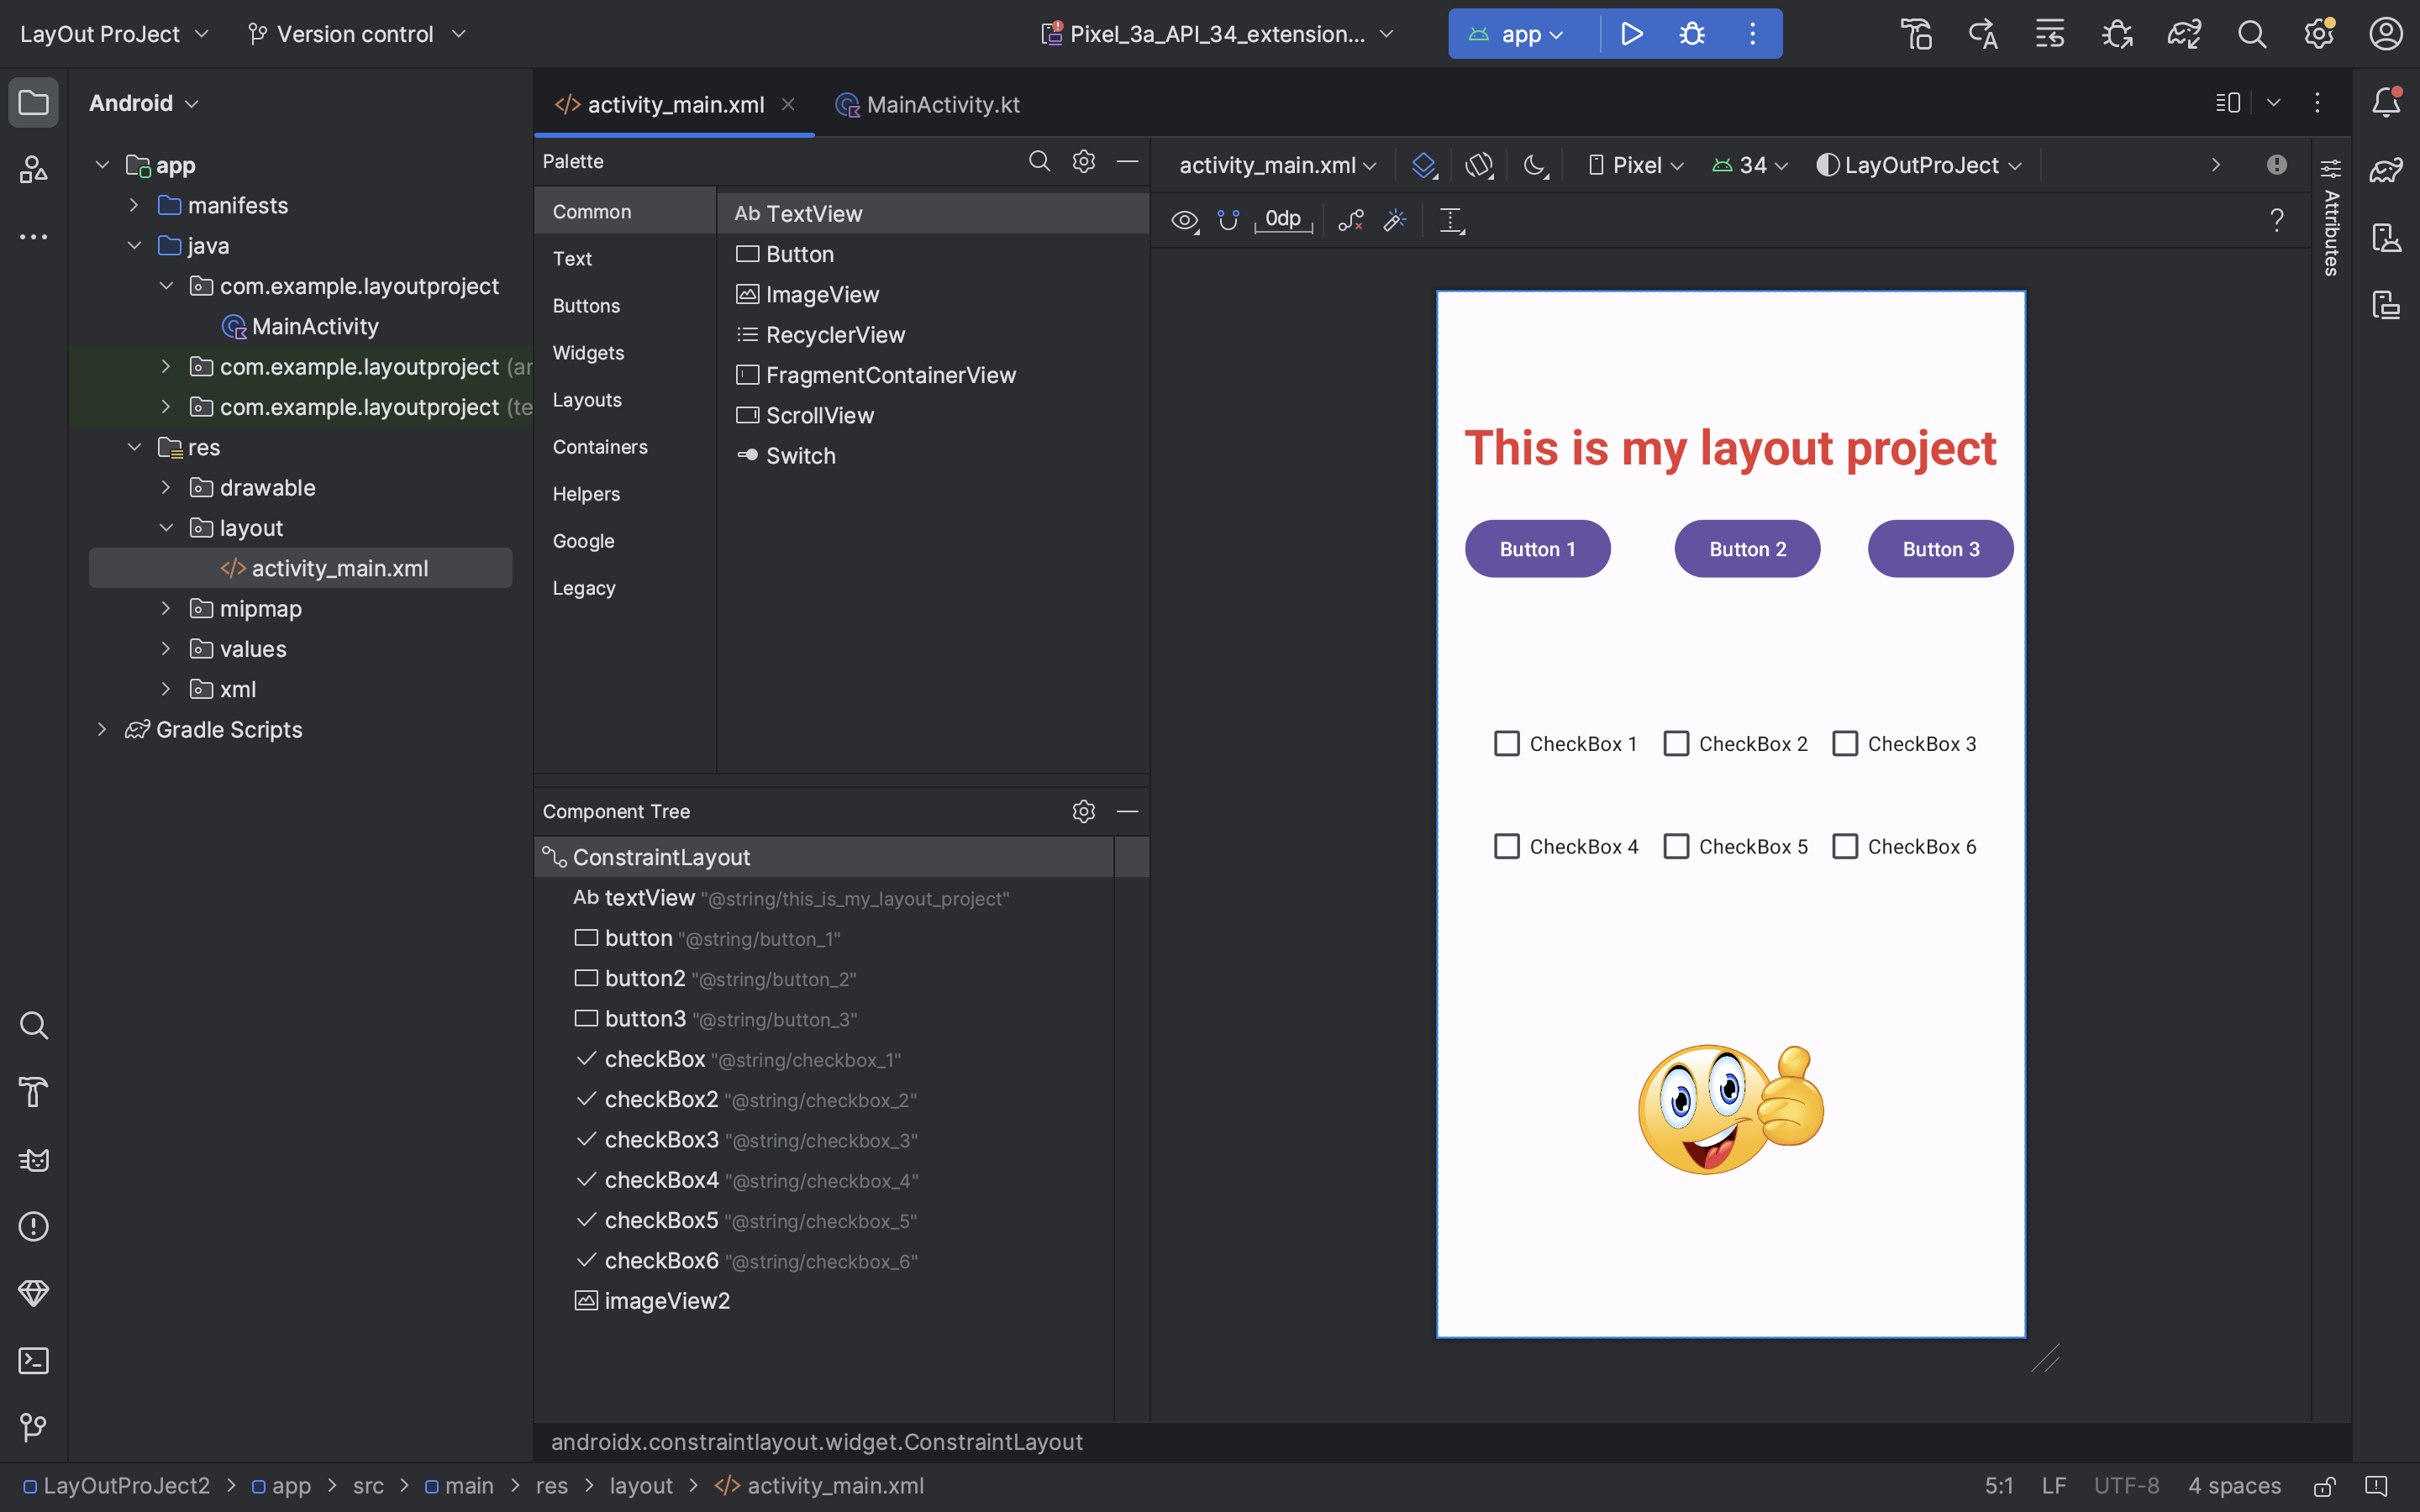 LayOut ProJect
Version control
Pixel_3a_API_34_extension...
app
Android
activity_main.xml
MainActivity.kt
app
manifests
java
com.example.layoutproject
MainActivity
com.example.layoutproject (ar
com.example.layoutproject (te
res
drawable
layout
activity_main.xml
mipmap
values
xml
Gradle Scripts
Palette
Common
Text
Buttons
Widgets
Layouts
Containers
Helpers
Google
Legacy
Ab TextView
Button
ImageView
RecyclerView
FragmentContainerView
ScrollView
Switch
Component Tree
ConstraintLayout
Ab textView "@string/this_is_my_layout_project"
button "@string/button_1"
button2 "@string/button_2"
button3 "@string/button_3"
checkBox "@string/checkbox_1"
checkBox2 "@string/checkbox_2"
checkBox3 "@string/checkbox_3"
checkBox4 "@string/checkbox_4"
checkBox5 "@string/checkbox_5"
checkBox6 "@string/checkbox_6"
imageView2
activity_main.xml
Pixel
34
LayOutProJect
0dp
?
Attributes
This is my layout project
Button 1
Button 2
Button 3
CheckBox 1
CheckBox 2
CheckBox 3
CheckBox 4
CheckBox 5
CheckBox 6
androidx.constraintlayout.widget.ConstraintLayout
LayOutProJect2 > app > src > main > res > layout > activity_main.xml
5:1
LF
UTF-8
4 spaces